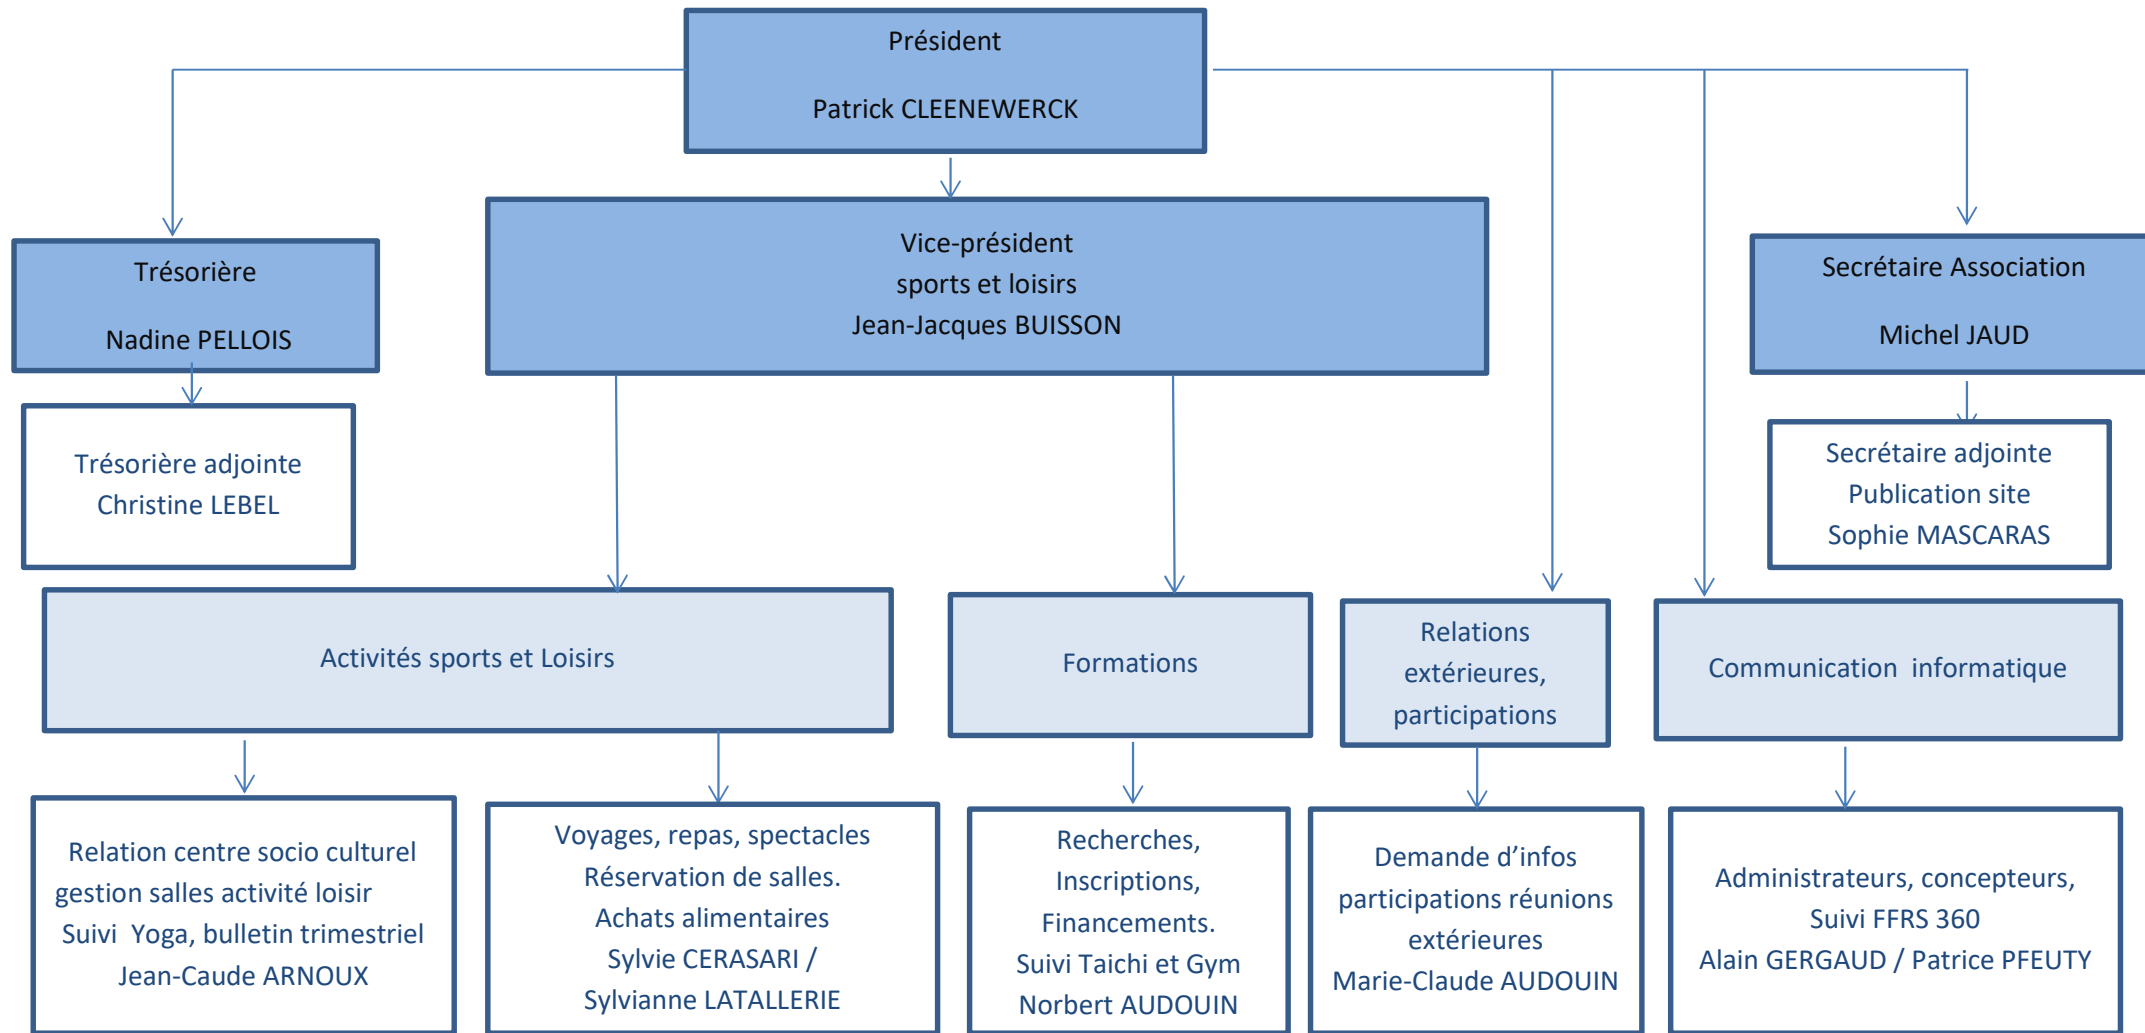 Président
Patrick CLEENEWERCK
Trésorière
Nadine PELLOIS
Vice-président
sports et loisirs
Jean-Jacques BUISSON
Secrétaire Association
Michel JAUD
Trésorière adjointe
Christine LEBEL
Secrétaire adjointe
Publication site
Sophie MASCARAS
Activités sports et Loisirs
Formations
Relations
extérieures,
participations
Communication  informatique
Relation centre socio culturel
gestion salles activité loisir
Suivi  Yoga, bulletin trimestriel
Jean-Caude ARNOUX
Voyages, repas, spectacles
Réservation de salles.
Achats alimentaires
Sylvie CERASARI /
Sylvianne LATALLERIE
Recherches,
Inscriptions,
Financements.
Suivi Taichi et Gym
Norbert AUDOUIN
Demande d’infos
participations réunions
extérieures
Marie-Claude AUDOUIN
Administrateurs, concepteurs,
Suivi FFRS 360
Alain GERGAUD / Patrice PFEUTY